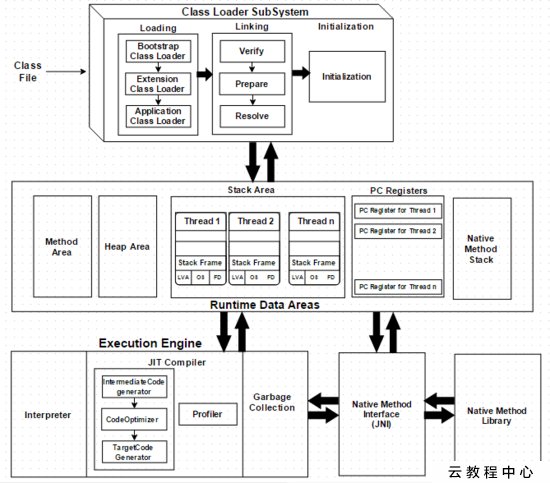 Class Loader SubSystem
Loading
Linking
Initialization
Class
File
Bootstrap
Class Loader
Extension
Class Loader
Application
Class Loader
Verify
Prepare
Resolve
Initialization
Stack Area
PC Registers
Method
Area
Heap Area
Thread 1
Thread 2
Thread n
Stack Frame
Stack Frame
Stack Frame
LVA OS FD
LVA OS FD
LVA OS FD
PC Register for Thread 1
PC Register for Thread 2
PC Register for Thread n
Native
Method
Stack
Runtime Data Areas
Execution Engine
JIT Compiler
Interpreter
IntermediateCode
generator
CodeOptimizer
TargetCode
Generator
Profiler
Garbage
Collection
Native Method
Interface
(JNI)
Native Method
Library
云教程中心